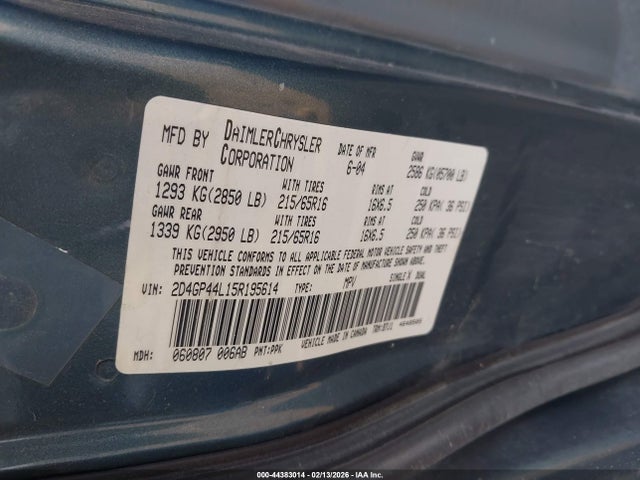 MFD BY DAIMLERCHRYSLER CORPORATION
DATE OF MFR 6-04
GVWR 2586 KG(05700 LB)
GAWR FRONT WITH TIRES RIMS AT COLD
1293 KG(2850 LB) 215/65R16 16X6.5 250 KPA( 36 PSI)
GAWR REAR WITH TIRES RIMS AT COLD
1339 KG(2950 LB) 215/65R16 16X6.5 250 KPA( 36 PSI)
THIS VEHICLE CONFORMS TO ALL APPLICABLE FEDERAL MOTOR VEHICLE SAFETY, BUMPER, AND THEFT
PREVENTION STANDARDS IN EFFECT ON THE DATE OF MANUFACTURE SHOWN ABOVE.
VIN: 2D4GP44L15R195614 TYPE: MPV SINGLE X DUAL
VEHICLE MADE IN CANADA
MDH: 060807 006AB PNT:PPK
000-44383014 - 02/13/2026 - IAA Inc.